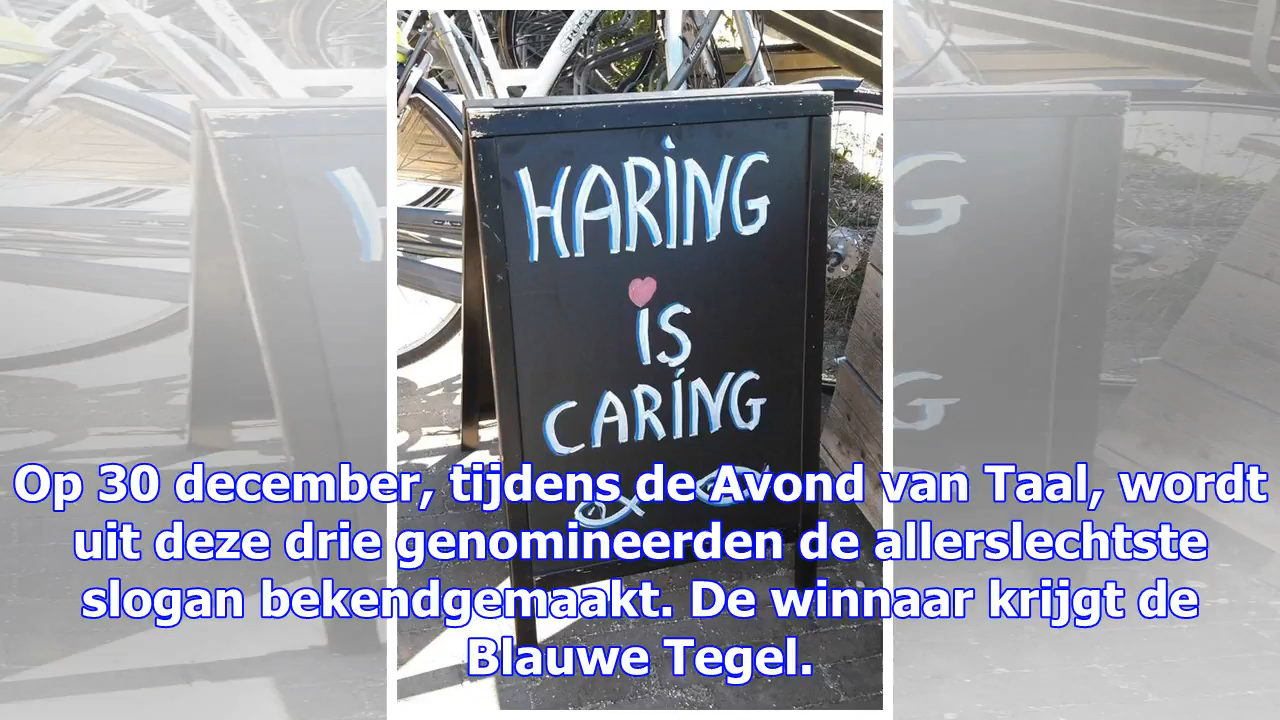 HARING
IS
CARING
Op 30 december, tijdens de Avond van Taal, wordt
uit deze drie genomineerden de allerslechtste
slogan bekendgemaakt. De winnaar krijgt de
Blauwe Tegel.